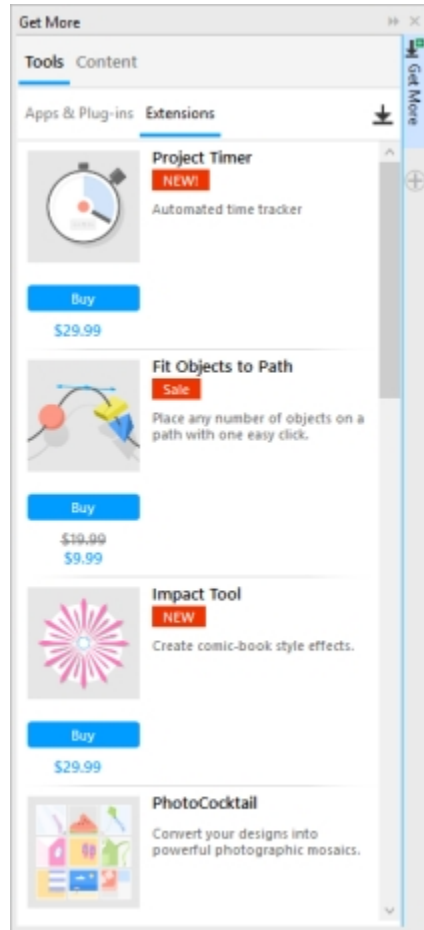 Get More
Tools Content
Get More
Apps & Plug-ins Extensions
Project Timer
NEW!
Automated time tracker
Buy
$29.99
Fit Objects to Path
Sale
Place any number of objects on a
path with one easy click.
Buy
$19.99
$9.99
Impact Tool
NEW
Create comic-book style effects.
Buy
$29.99
PhotoCocktail
Convert your designs into
powerful photographic mosaics.